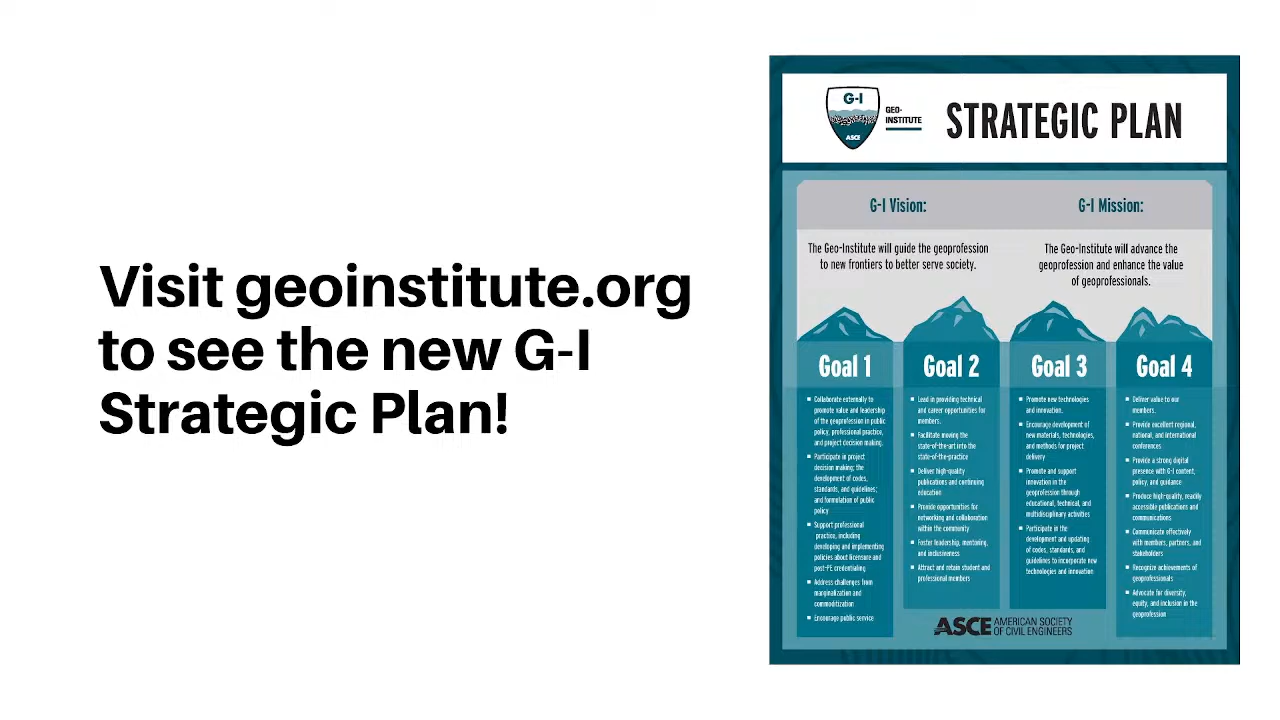 Visit geoinstitute.org
to see the new G-I
Strategic Plan!
G-I
ASCE
GEO-
INSTITUTE
STRATEGIC PLAN
G-I Vision:
The Geo-Institute will guide the geoprofession
to new frontiers to better serve society.
G-I Mission:
The Geo-Institute will advance the
geoprofession and enhance the value
of geoprofessionals.
Goal 1
Collaborate externally to
promote value and leadership
of the geoprofession in public
policy, professional practice,
and project decision making.
Participate in project
decision making; the
development of codes,
standards, and guidelines;
and formulation of public
policy
Support professional
practice, including
developing and implementing
policies about licensure and
post-PE credentialing
Address challenges from
marginalization and
commoditization
Encourage public service
Goal 2
Lead in providing technical
and career opportunities for
members.
Facilitate moving the
state-of-the-art into the
state-of-the-practice
Deliver high-quality
publications and continuing
education
Provide opportunities for
networking and collaboration
within the community
Foster leadership, mentoring,
and inclusiveness
Attract and retain student and
professional members
Goal 3
Promote new technologies
and innovation.
Encourage development of
new materials, technologies,
and methods for project
delivery
Promote and support
innovation in the
geoprofession through
educational, technical, and
multidisciplinary activities
Participate in the
development and updating
of codes, standards, and
guidelines to incorporate new
technologies and innovation
Goal 4
Deliver value to our
members.
Provide excellent regional,
national, and international
conferences
Provide a strong digital
presence with G-I content,
policy, and guidance
Produce high-quality, readily
accessible publications and
communications
Communicate effectively
with members, partners, and
stakeholders
Recognize achievements of
geoprofessionals
Advocate for diversity,
equity, and inclusion in the
geoprofession
ASCE AMERICAN SOCIETY
OF CIVIL ENGINEERS